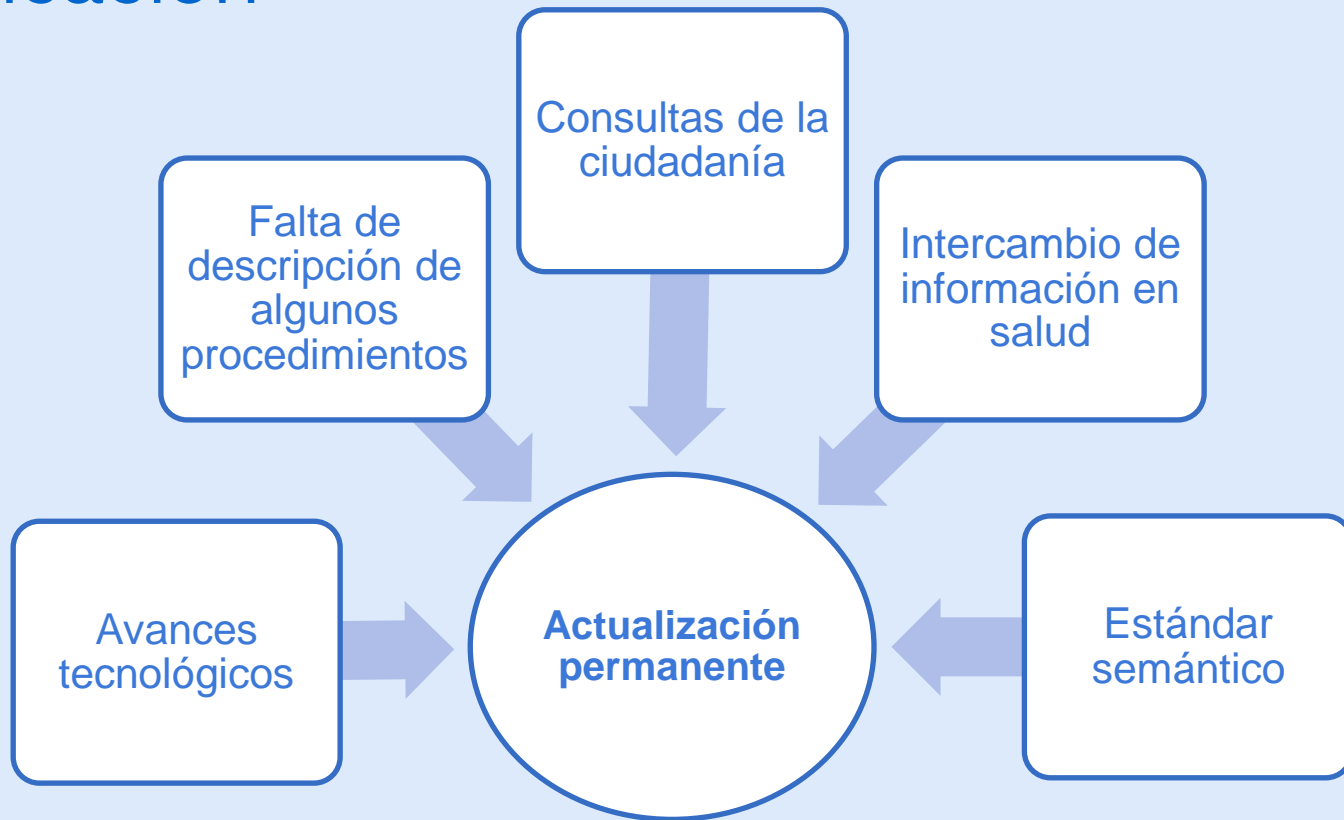 Consultas de la
ciudadanía
Falta de
descripción de
algunos
procedimientos
Intercambio de
información en
salud
Avances
tecnológicos
Actualización
permanente
Estándar
semántico